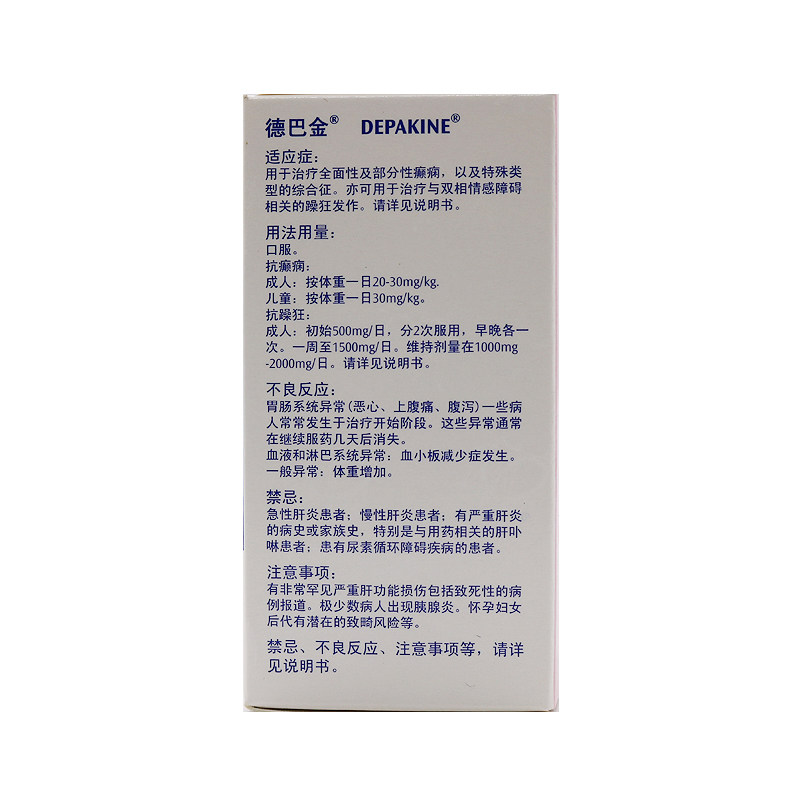 德巴金® DEPAKINE®
适应症：
用于治疗全面性及部分性癫痫，以及特殊类
型的综合征。亦可用于治疗与双相情感障碍
相关的躁狂发作。请详见说明书。
用法用量：
口服。
抗癫痫：
成人：按体重一日20-30mg/kg.
儿童：按体重一日30mg/kg。
抗躁狂：
成人：初始500mg/日，分2次服用，早晚各一
次。一周至1500mg/日。维持剂量在1000mg
-2000mg/日。请详见说明书。
不良反应：
胃肠系统异常(恶心、上腹痛、腹泻)一些病
人常常发生于治疗开始阶段。这些异常通常
在继续服药几天后消失。
血液和淋巴系统异常：血小板减少症发生。
一般异常：体重增加。
禁忌：
急性肝炎患者；慢性肝炎患者；有严重肝炎
的病史或家族史，特别是与用药相关的肝卟
啉患者；患有尿素循环障碍疾病的患者。
注意事项：
有非常罕见严重肝功能损伤包括致死性的病
例报道。极少数病人出现胰腺炎。怀孕妇女
后代有潜在的致畸风险等。
禁忌、不良反应、注意事项等，请详
见说明书。